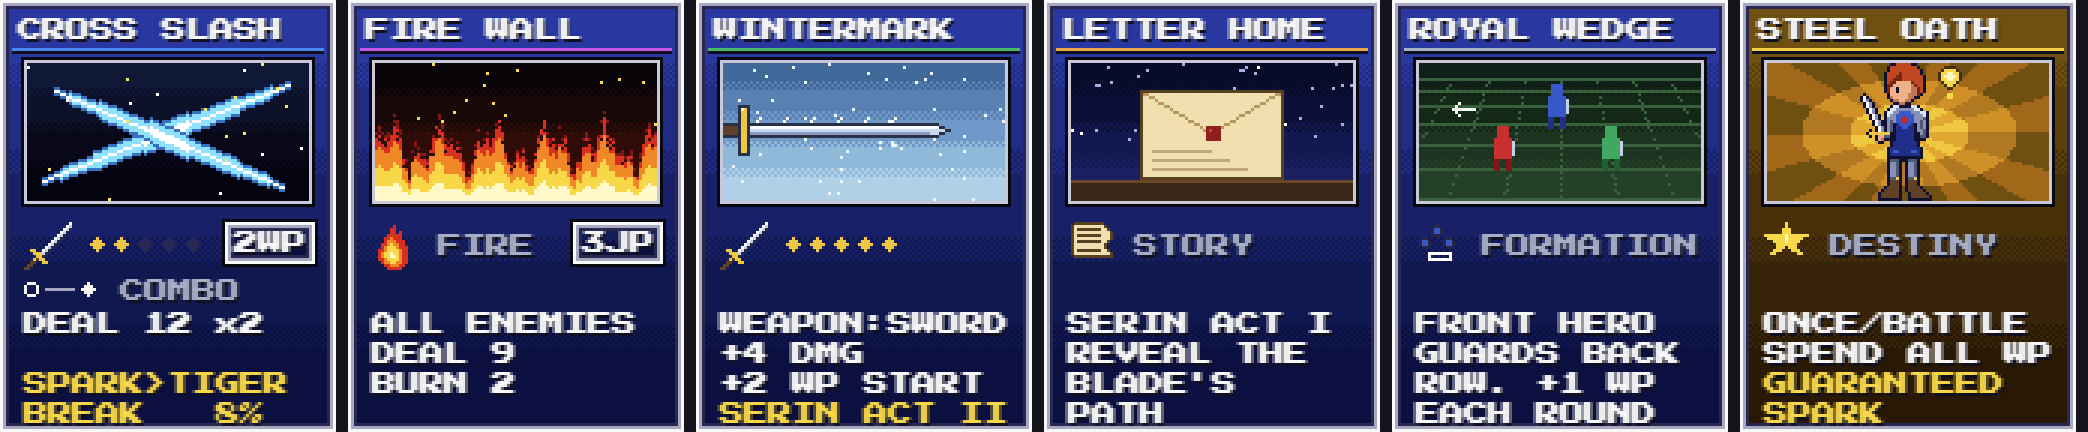 CROSS SLASH
2WP
COMBO
DEAL 12 x2
SPARK>TIGER
BREAK 8%
FIRE WALL
FIRE
3JP
ALL ENEMIES
DEAL 9
BURN 2
WINTERMARK
WEAPON:SWORD
+4 DMG
+2 WP START
SERIN ACT II
LETTER HOME
STORY
SERIN ACT I
REVEAL THE
BLADE'S
PATH
ROYAL WEDGE
FORMATION
FRONT HERO
GUARDS BACK
ROW. +1 WP
EACH ROUND
STEEL OATH
DESTINY
ONCE/BATTLE
SPEND ALL WP
GUARANTEED
SPARK